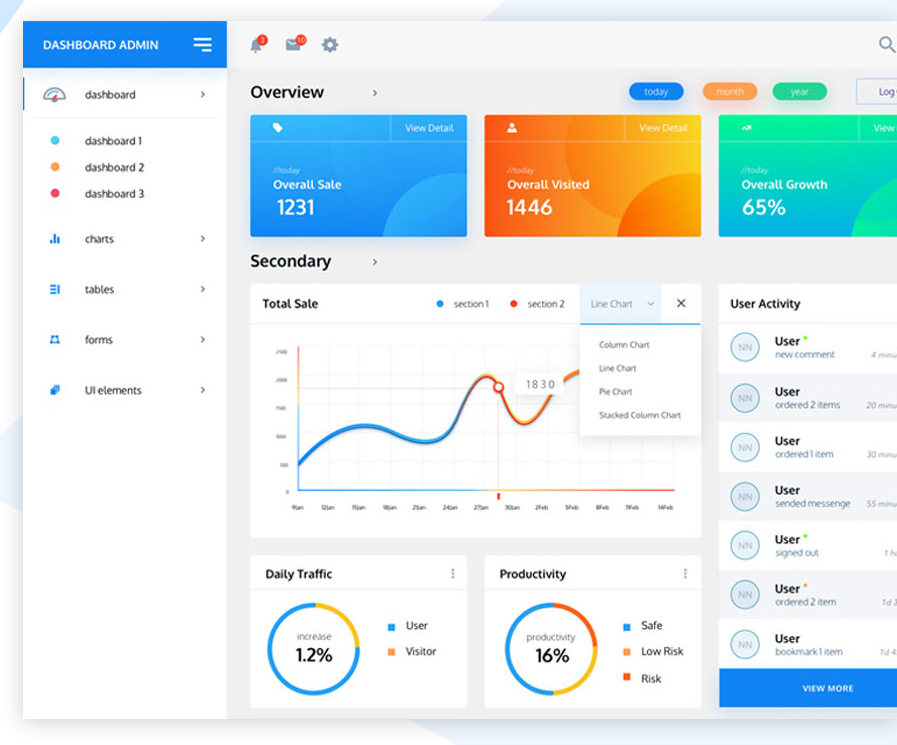 DASHBOARD ADMIN
3
10
dashboard
dashboard 1
dashboard 2
dashboard 3
charts
tables
forms
UI elements
Overview
today
month
year
Log
View Detail
//today
Overall Sale
1231
View Detail
//today
Overall Visited
1446
View
//today
Overall Growth
65%
Secondary
Total Sale
section 1
section 2
Line Chart
Column Chart
Line Chart
Pie Chart
Stacked Column Chart
2500
2000
1500
1000
500
0
1830
9Jan 12Jan 15Jan 18Jan 21Jan 24Jan 27Jan 30Jan 2Feb 5Feb 8Feb 11Feb 14Feb
User Activity
NN
User
new comment
4 minu
NN
User
ordered 2 items
20 minu
NN
User
ordered 1 item
30 minu
NN
User
sended messenge
55 minu
NN
User
signed out
1 h
NN
User
ordered 2 item
1d 3
NN
User
bookmark 1 item
1d 4
VIEW MORE
Daily Traffic
increase
1.2%
User
Visitor
Productivity
productivity
16%
Safe
Low Risk
Risk